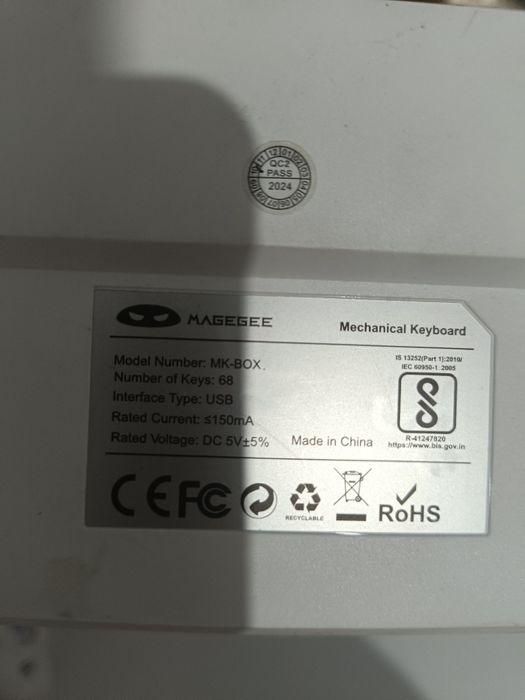 QC2
PASS
2024
MAGEGEE
Mechanical Keyboard
Model Number: MK-BOX
Number of Keys: 68
Interface Type: USB
Rated Current: ≤150mA
Rated Voltage: DC 5V±5%
Made in China
IS 13252(Part 1):2010/
IEC 60950-1: 2005
R-41247820
https://www.bis.gov.in
CE FC
RECYCLABLE
RoHS